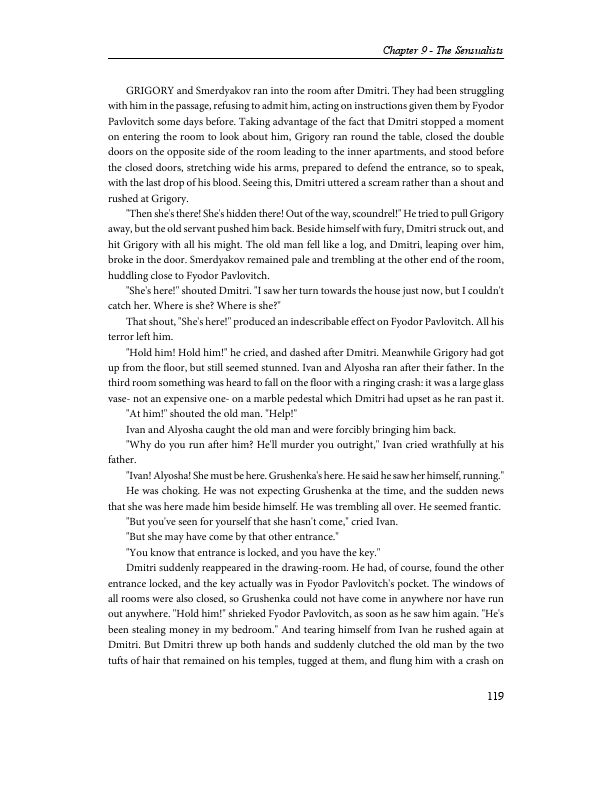 Chapter 9 - The Sensualists
GRIGORY and Smerdyakov ran into the room after Dmitri. They had been struggling
with him in the passage, refusing to admit him, acting on instructions given them by Fyodor
Pavlovitch some days before. Taking advantage of the fact that Dmitri stopped a moment
on entering the room to look about him, Grigory ran round the table, closed the double
doors on the opposite side of the room leading to the inner apartments, and stood before
the closed doors, stretching wide his arms, prepared to defend the entrance, so to speak,
with the last drop of his blood. Seeing this, Dmitri uttered a scream rather than a shout and
rushed at Grigory.
"Then she's there! She's hidden there! Out of the way, scoundrel!" He tried to pull Grigory
away, but the old servant pushed him back. Beside himself with fury, Dmitri struck out, and
hit Grigory with all his might. The old man fell like a log, and Dmitri, leaping over him,
broke in the door. Smerdyakov remained pale and trembling at the other end of the room,
huddling close to Fyodor Pavlovitch.
"She's here!" shouted Dmitri. "I saw her turn towards the house just now, but I couldn't
catch her. Where is she? Where is she?"
That shout, "She's here!" produced an indescribable effect on Fyodor Pavlovitch. All his
terror left him.
"Hold him! Hold him!" he cried, and dashed after Dmitri. Meanwhile Grigory had got
up from the floor, but still seemed stunned. Ivan and Alyosha ran after their father. In the
third room something was heard to fall on the floor with a ringing crash: it was a large glass
vase- not an expensive one- on a marble pedestal which Dmitri had upset as he ran past it.
"At him!" shouted the old man. "Help!"
Ivan and Alyosha caught the old man and were forcibly bringing him back.
"Why do you run after him? He'll murder you outright," Ivan cried wrathfully at his
father.
"Ivan! Alyosha! She must be here. Grushenka's here. He said he saw her himself, running."
He was choking. He was not expecting Grushenka at the time, and the sudden news
that she was here made him beside himself. He was trembling all over. He seemed frantic.
"But you've seen for yourself that she hasn't come," cried Ivan.
"But she may have come by that other entrance."
"You know that entrance is locked, and you have the key."
Dmitri suddenly reappeared in the drawing-room. He had, of course, found the other
entrance locked, and the key actually was in Fyodor Pavlovitch's pocket. The windows of
all rooms were also closed, so Grushenka could not have come in anywhere nor have run
out anywhere. "Hold him!" shrieked Fyodor Pavlovitch, as soon as he saw him again. "He's
been stealing money in my bedroom." And tearing himself from Ivan he rushed again at
Dmitri. But Dmitri threw up both hands and suddenly clutched the old man by the two
tufts of hair that remained on his temples, tugged at them, and flung him with a crash on
119